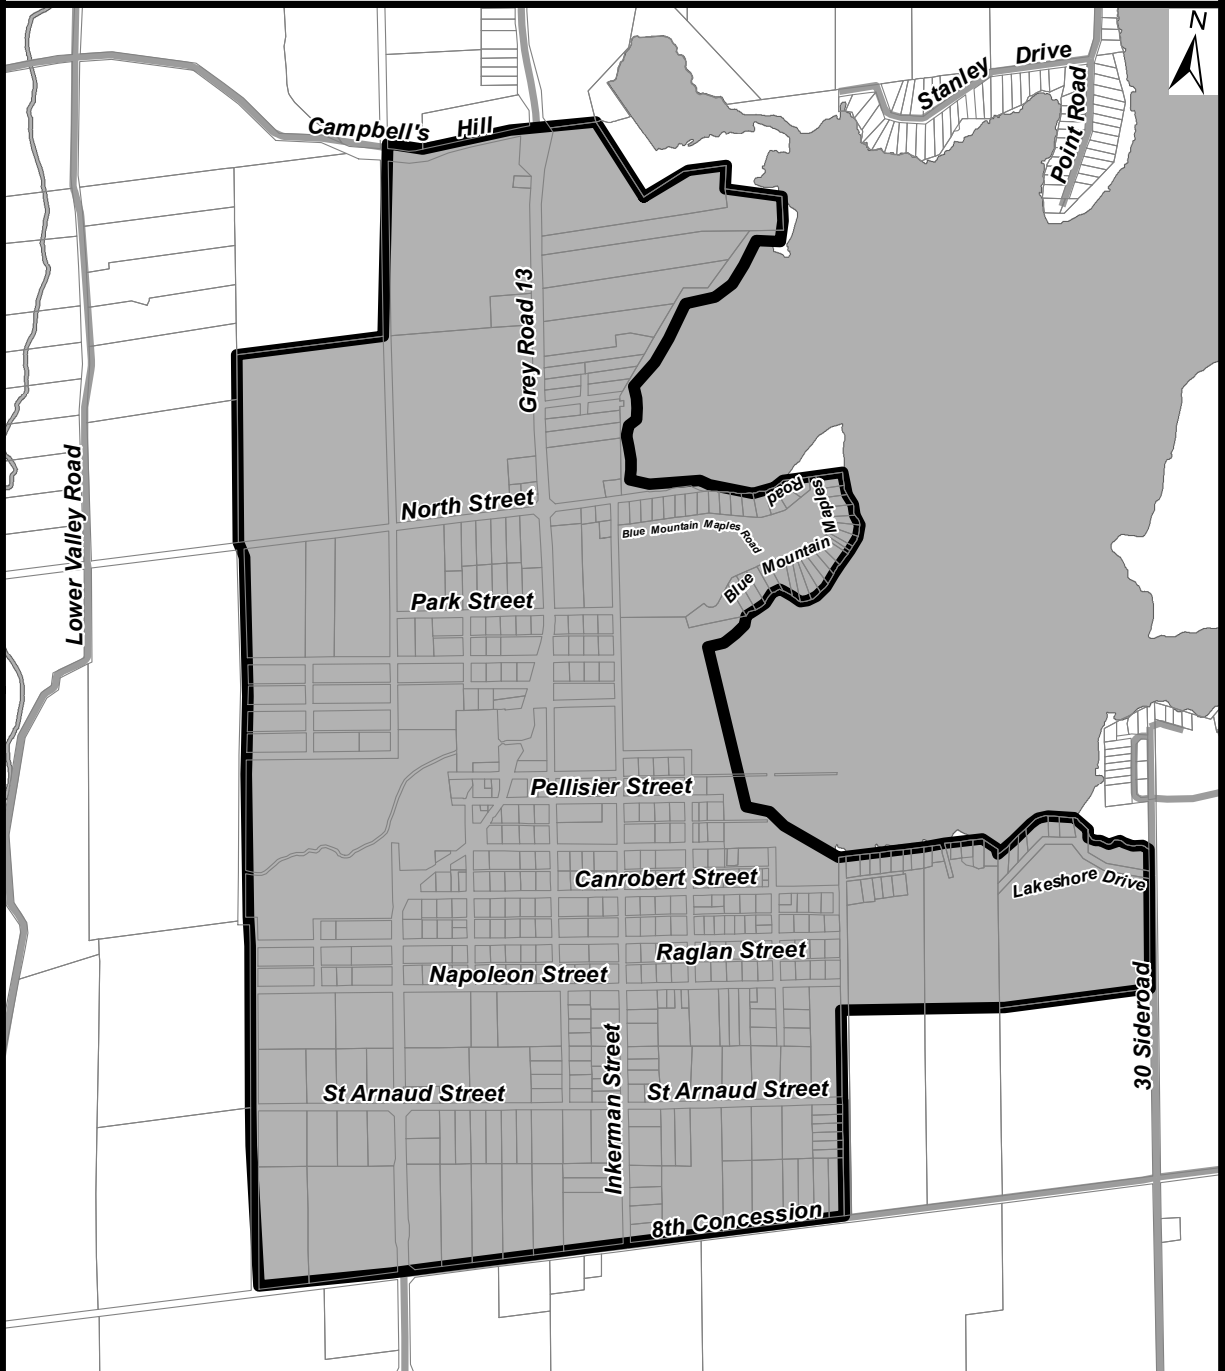 N
Drive
Stanley
Point Road
Campbell's Hill
Grey Road 13
Lower Valley Road
North Street
Road
Maples
Blue Mountain Maples Road
Blue Mountain
Park Street
Pellisier Street
Canrobert Street
Lakeshore Drive
Raglan Street
Napoleon Street
30 Sideroad
Inkerman Street
St Arnaud Street
St Arnaud Street
8th Concession